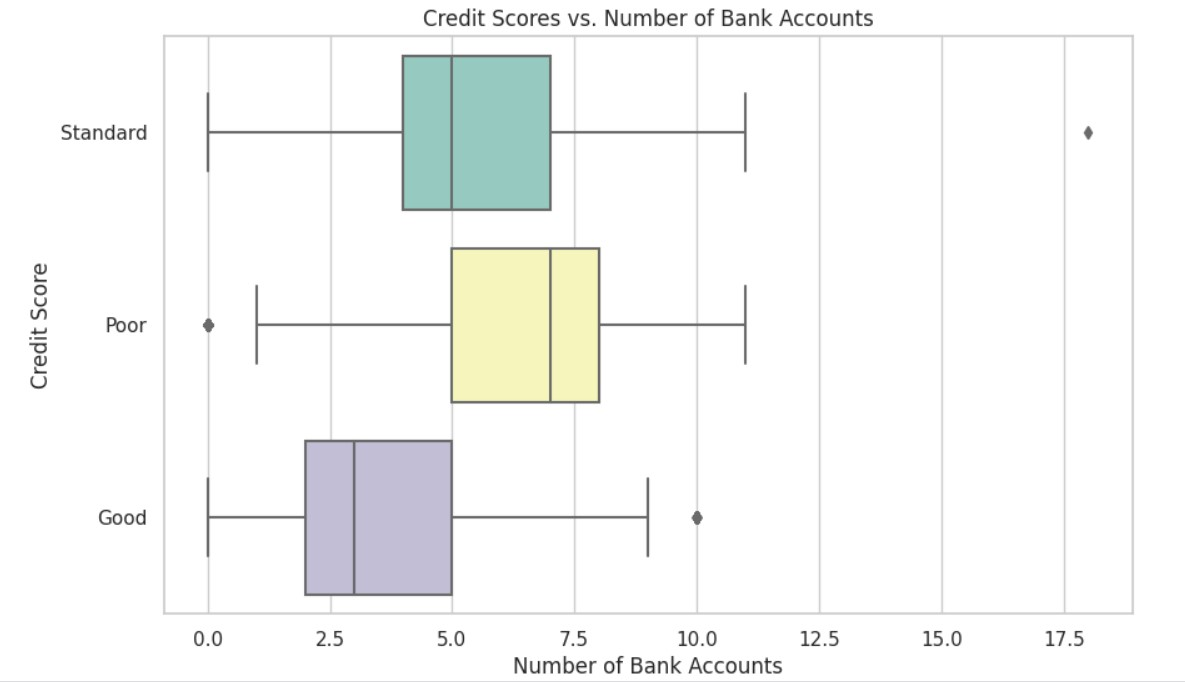 Credit Scores vs. Number of Bank Accounts
Standard
Poor
Good
Credit Score
0.0 2.5 5.0 7.5 10.0 12.5 15.0 17.5
Number of Bank Accounts